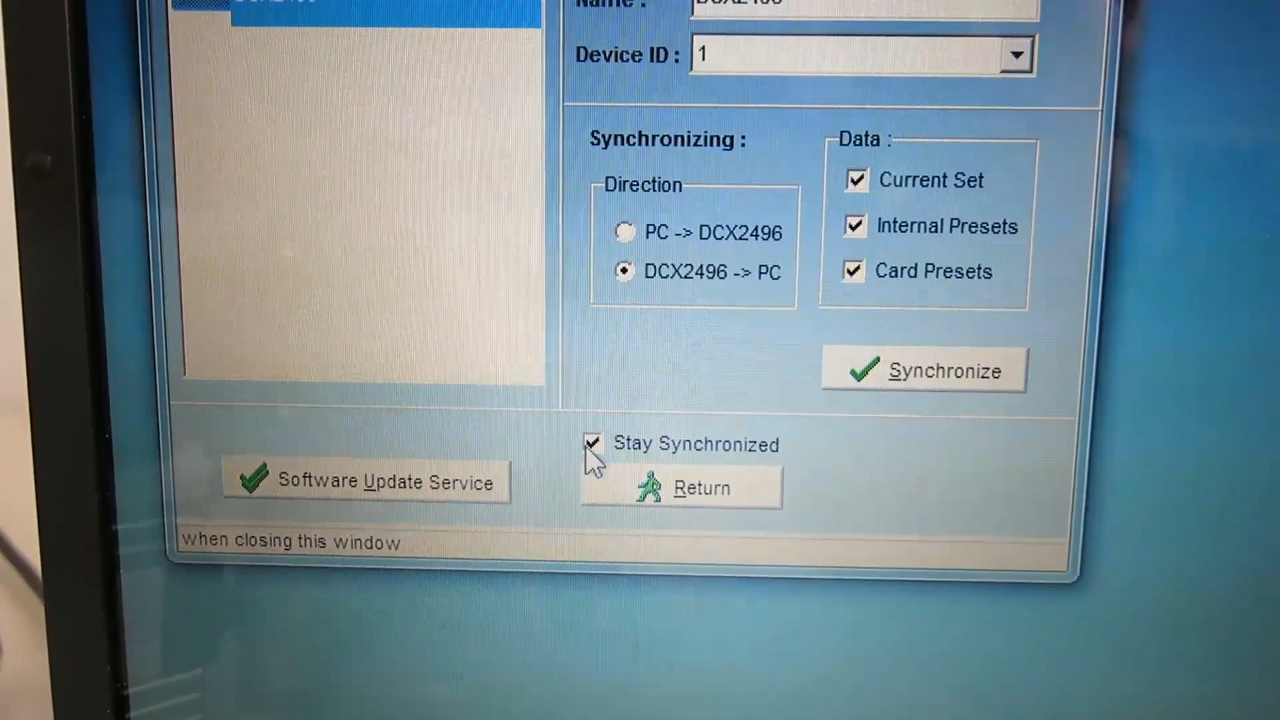 Name :
Device ID : 1
Synchronizing :
Data :
Direction
Current Set
PC -> DCX2496
Internal Presets
DCX2496 -> PC
Card Presets
Synchronize
Stay Synchronized
Software Update Service
Return
when closing this window